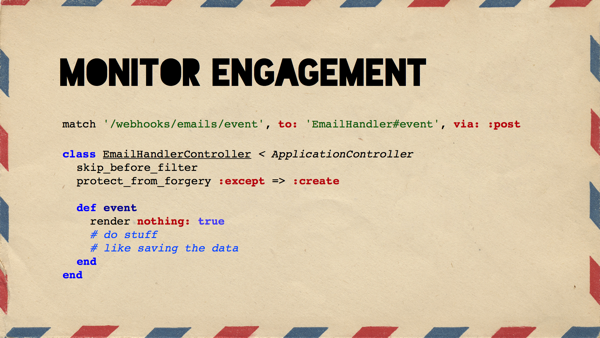 MONITOR ENGAGEMENT
match '/webhooks/emails/event', to: 'EmailHandler#event', via: :post
class EmailHandlerController < ApplicationController
skip_before_filter
protect_from_forgery :except => :create
def event
render nothing: true
# do stuff
# like saving the data
end
end